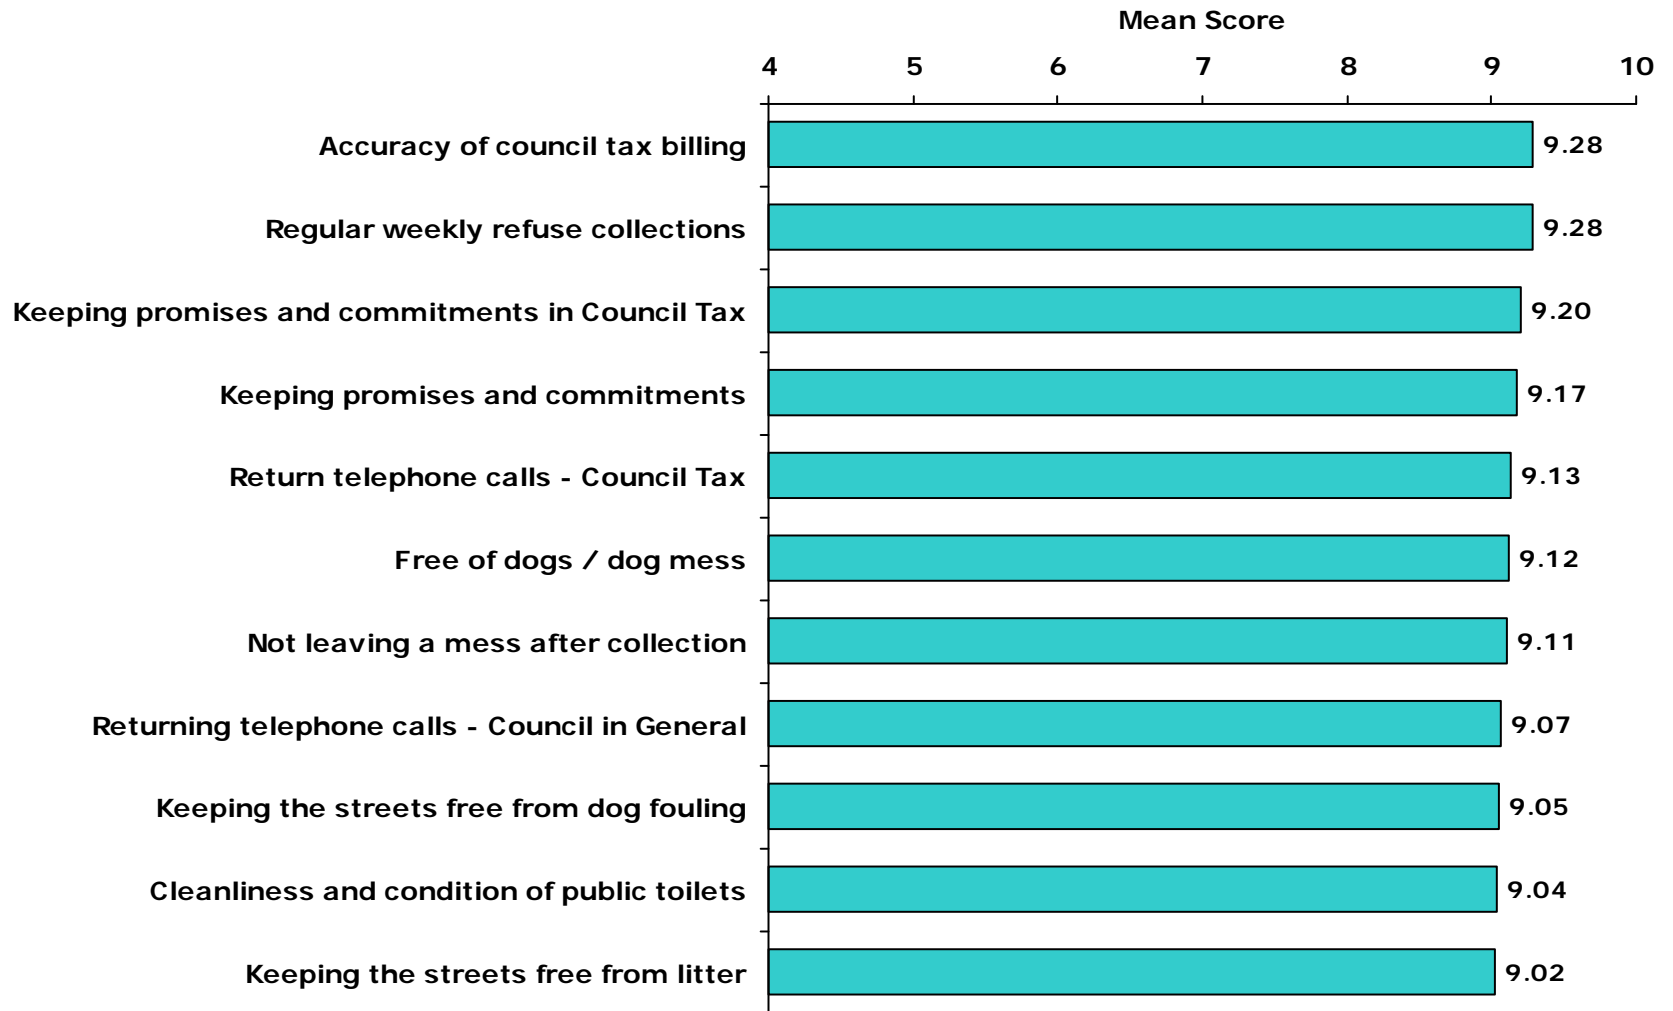 Mean Score
4 5 6 7 8 9 10
Accuracy of council tax billing 9.28
Regular weekly refuse collections 9.28
Keeping promises and commitments in Council Tax 9.20
Keeping promises and commitments 9.17
Return telephone calls - Council Tax 9.13
Free of dogs / dog mess 9.12
Not leaving a mess after collection 9.11
Returning telephone calls - Council in General 9.07
Keeping the streets free from dog fouling 9.05
Cleanliness and condition of public toilets 9.04
Keeping the streets free from litter 9.02